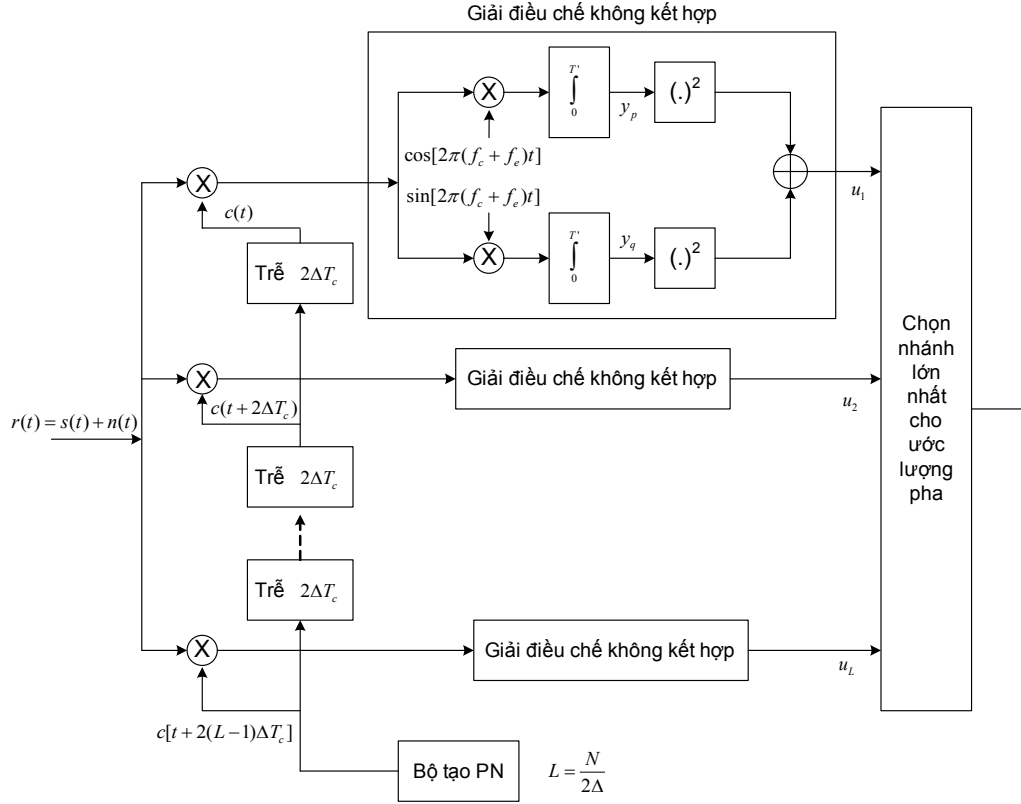 Giải điều chế không kết hợp
T'
∫
0
y_p
(.)²
X
cos[2π(f_c + f_e)t]
sin[2π(f_c + f_e)t]
X
T'
∫
0
y_q
(.)²
u_1
X
c(t)
Trễ 2ΔT_c
X
c(t + 2ΔT_c)
Giải điều chế không kết hợp
u_2
r(t) = s(t) + n(t)
Trễ 2ΔT_c
Trễ 2ΔT_c
X
c[t + 2(L−1)ΔT_c]
Giải điều chế không kết hợp
u_L
Chọn
nhánh
lớn
nhất
cho
ước
lượng
pha
Bộ tạo PN
L = N/2Δ